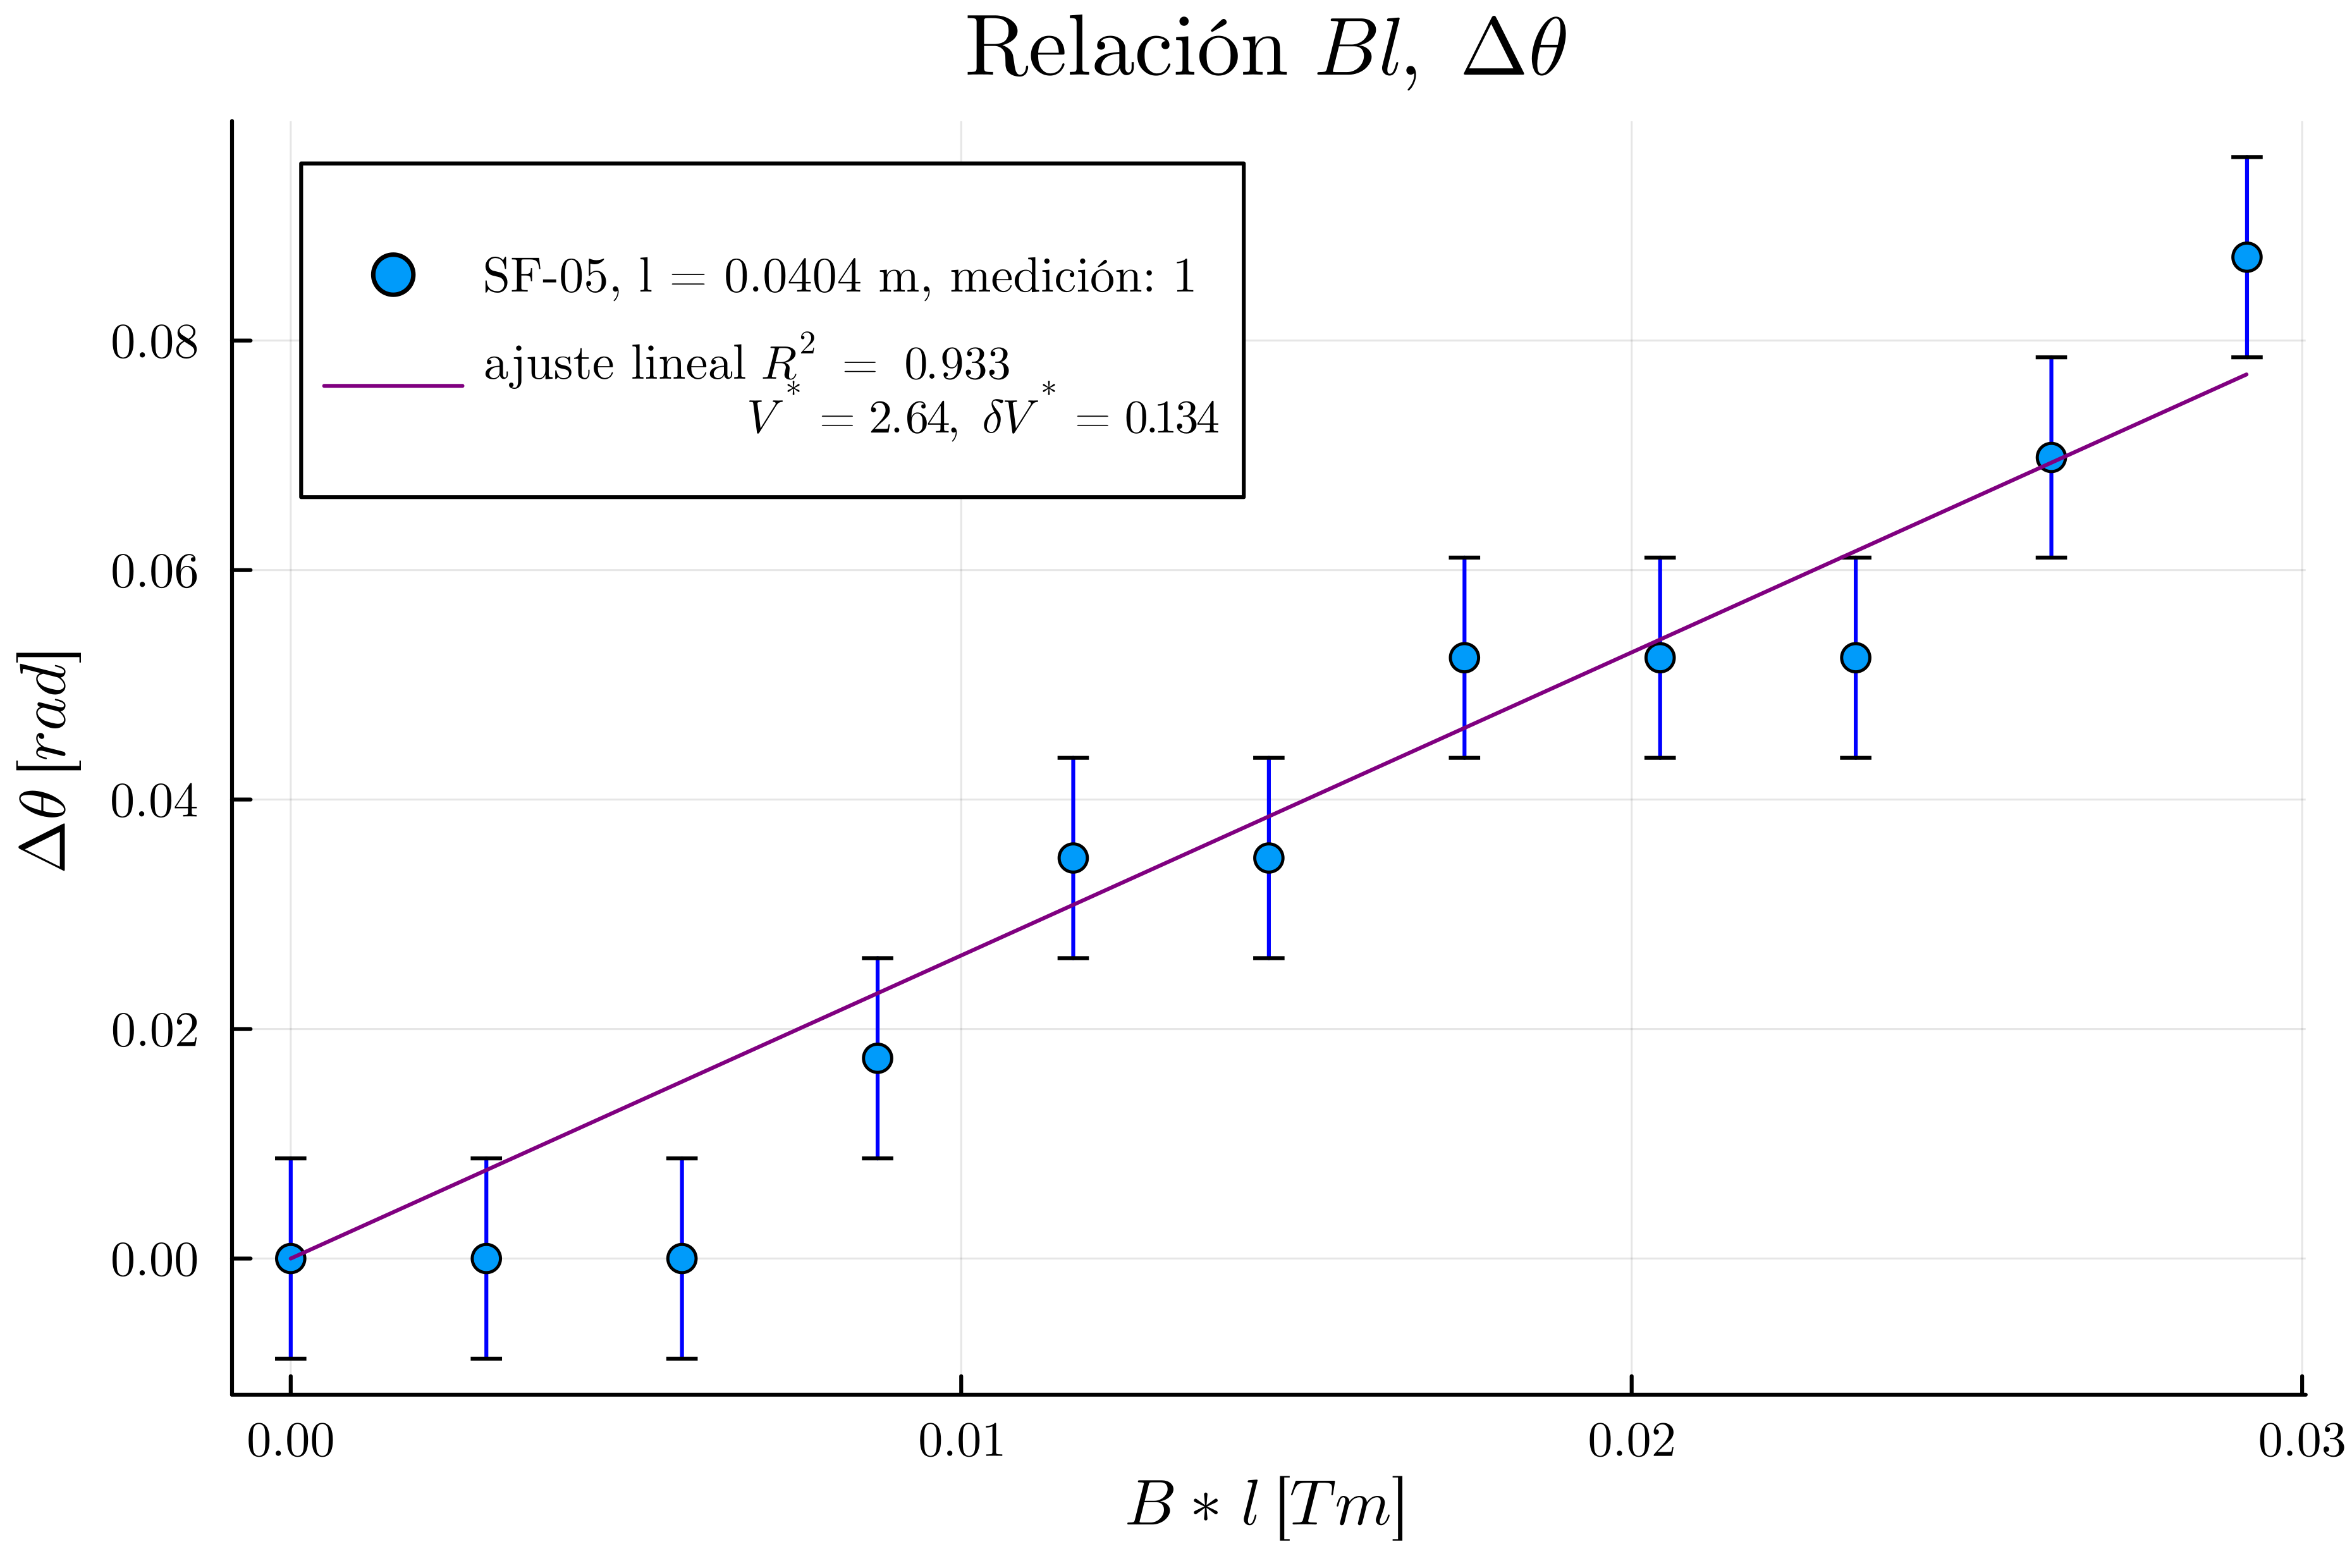 Relación Bl, Δθ
SF-05, l = 0.0404 m, medición: 1
ajuste lineal R² = 0.933
V* = 2.64, δV* = 0.134
Δθ [rad]
0.08
0.06
0.04
0.02
0.00
0.00 0.01 0.02 0.03
B * l [Tm]